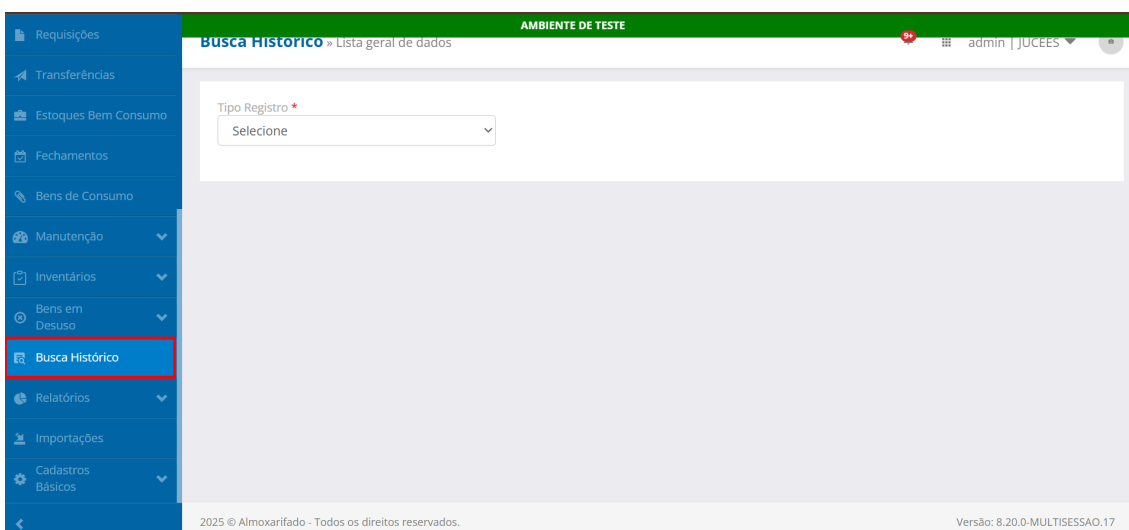 AMBIENTE DE TESTE
Busca Histórico » Lista geral de dados
9+
admin | JUCEES
Requisições
Transferências
Estoques Bem Consumo
Fechamentos
Bens de Consumo
Manutenção
Inventários
Bens em
Desuso
Busca Histórico
Relatórios
Importações
Cadastros
Básicos
Tipo Registro *
Selecione
2025 © Almoxarifado - Todos os direitos reservados.
Versão: 8.20.0-MULTISESSAO.17